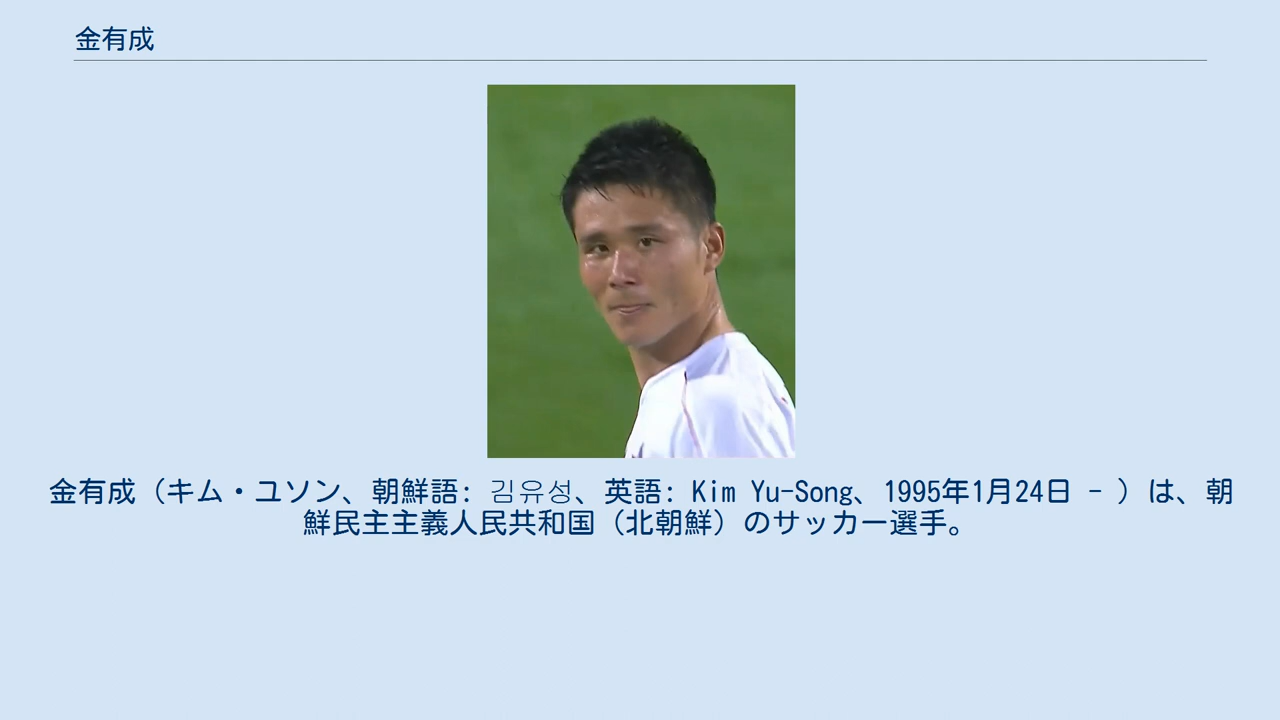 金有成
金有成（キム・ユソン、朝鮮語: 김유성、英語: Kim Yu-Song、1995年1月24日 - ）は、朝
鮮民主主義人民共和国（北朝鮮）のサッカー選手。